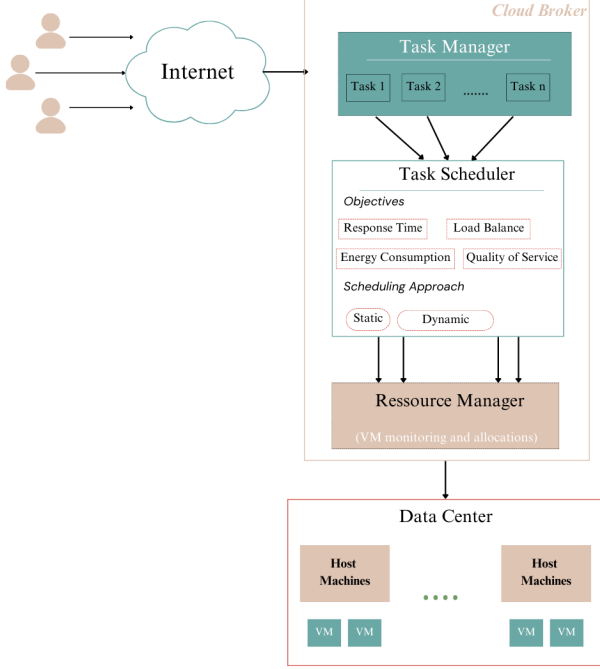 Cloud Broker
Internet
Task Manager
Task 1
Task 2
.......
Task n
Task Scheduler
Objectives
Response Time
Load Balance
Energy Consumption
Quality of Service
Scheduling Approach
Static
Dynamic
Ressource Manager
(VM monitoring and allocations)
Data Center
Host
Machines
. . . .
Host
Machines
VM
VM
VM
VM